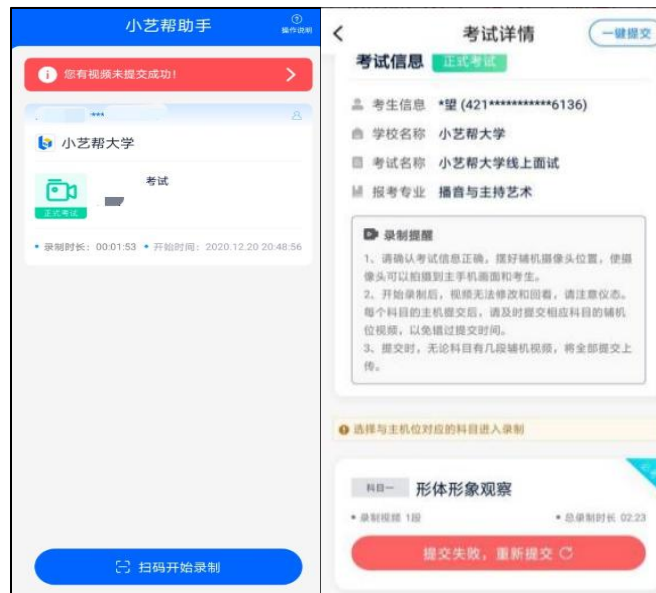 小艺帮助手
操作说明
您有视频未提交成功!
***
小艺帮大学
考试
正式考试
• 录制时长: 00:01:53 • 开始时间: 2020.12.20 20:48:56
扫码开始录制
考试详情
一键提交
考试信息 正式考试
考生信息 *望 (421***********6136)
学校名称 小艺帮大学
考试名称 小艺帮大学线上面试
报考专业 播音与主持艺术
录制提醒
1、请确认考试信息正确, 摆好辅机摄像头位置, 使摄
像头可以拍摄到主手机画面和考生。
2、开始录制后, 视频无法修改和回看, 请注意仪态。
每个科目的主机提交后, 请及时提交相应科目的辅机
位视频, 以免错过提交时间。
3、提交时, 无论科目有几段辅机视频, 将全部提交上
传。
选择与主机位对应的科目进入录制
科目一 形体形象观察
• 录制视频 1段 • 总录制时长 02:23
提交失败, 重新提交